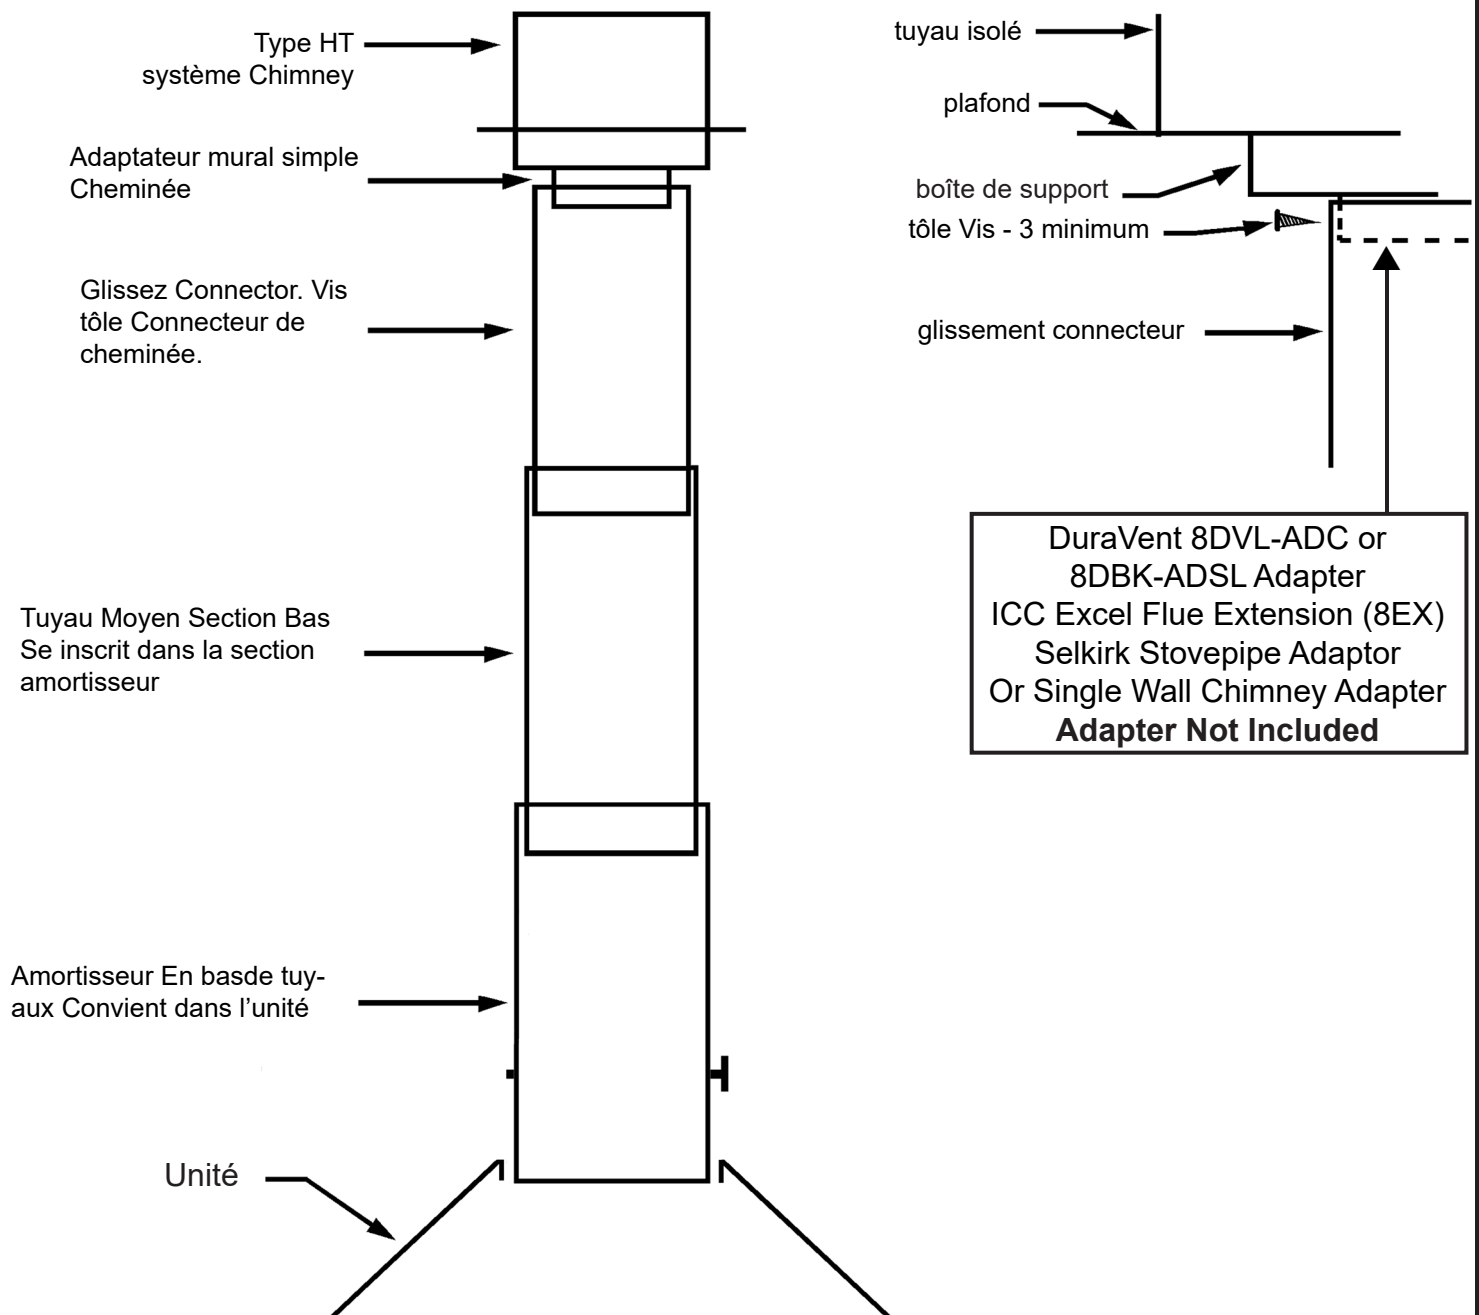 Type HT
système Chimney
Adaptateur mural simple
Cheminée
Glissez Connector. Vis
tôle Connecteur de
cheminée.
Tuyau Moyen Section Bas
Se inscrit dans la section
amortisseur
Amortisseur En basde tuy-
aux Convient dans l’unité
Unité
tuyau isolé
plafond
boîte de support
tôle Vis - 3 minimum
glissement connecteur
DuraVent 8DVL-ADC or
8DBK-ADSL Adapter
ICC Excel Flue Extension (8EX)
Selkirk Stovepipe Adaptor
Or Single Wall Chimney Adapter
Adapter Not Included